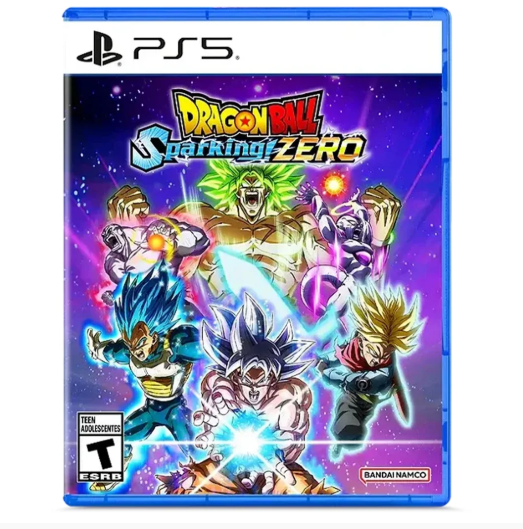 PS5
DRAGON BALL
Sparking! ZERO
TEEN
ADOLESCENTES
T
ESRB
BANDAI NAMCO